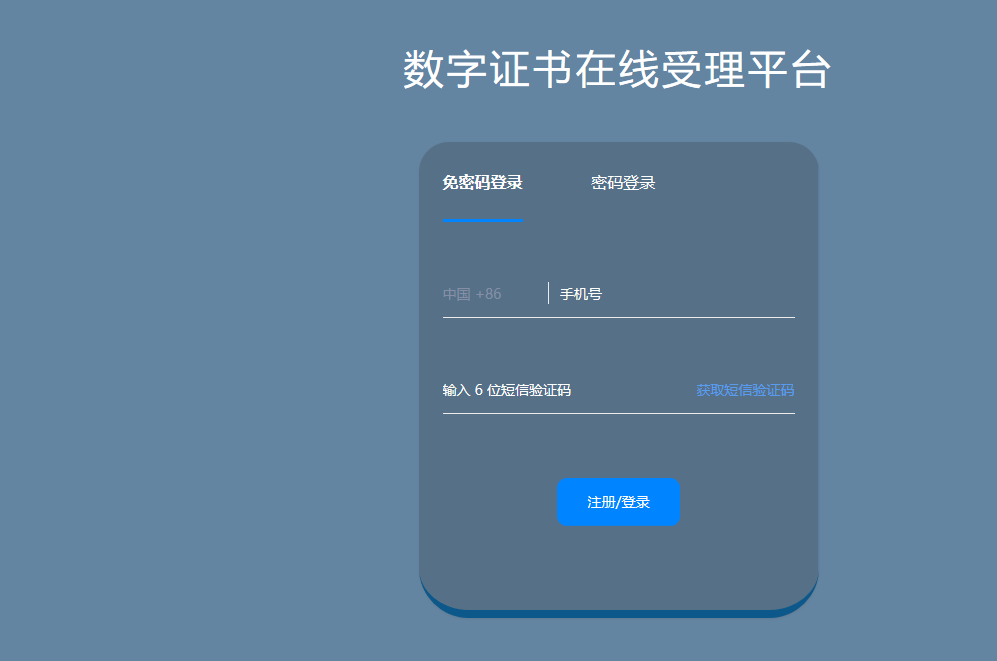 数字证书在线受理平台
免密码登录 密码登录
中国 +86 手机号
输入 6 位短信验证码 获取短信验证码
注册/登录